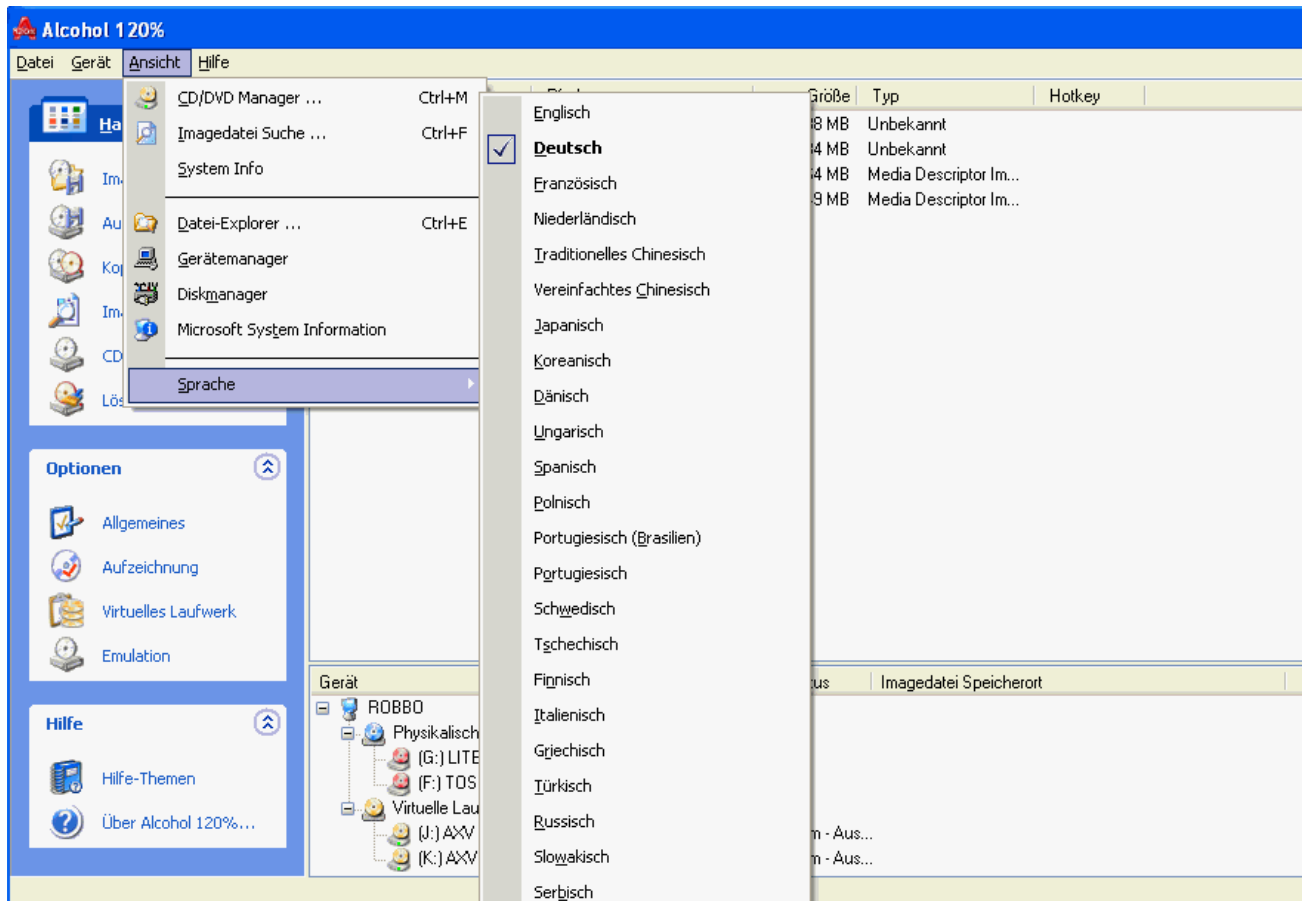 Alcohol 120%
Datei Gerät Ansicht Hilfe
CD/DVD Manager ... Ctrl+M
Imagedatei Suche ... Ctrl+F
System Info
Datei-Explorer ... Ctrl+E
Gerätemanager
Diskmanager
Microsoft System Information
Sprache
Englisch
Deutsch
Französisch
Niederländisch
Traditionelles Chinesisch
Vereinfachtes Chinesisch
Japanisch
Koreanisch
Dänisch
Ungarisch
Spanisch
Polnisch
Portugiesisch (Brasilien)
Portugiesisch
Schwedisch
Tschechisch
Finnisch
Italienisch
Griechisch
Türkisch
Russisch
Slowakisch
Serbisch
Größe Typ Hotkey
MB Unbekannt
MB Unbekannt
MB Media Descriptor Im...
MB Media Descriptor Im...
Optionen
Allgemeines
Aufzeichnung
Virtuelles Laufwerk
Emulation
Hilfe
Hilfe-Themen
Über Alcohol 120%...
Gerät Imagedatei Speicherort
ROBBO
Physikalisch
(G:) LITE
(F:) TOS
Virtuelle Lau
(J:) AXV - Aus...
(K:) AXV - Aus...